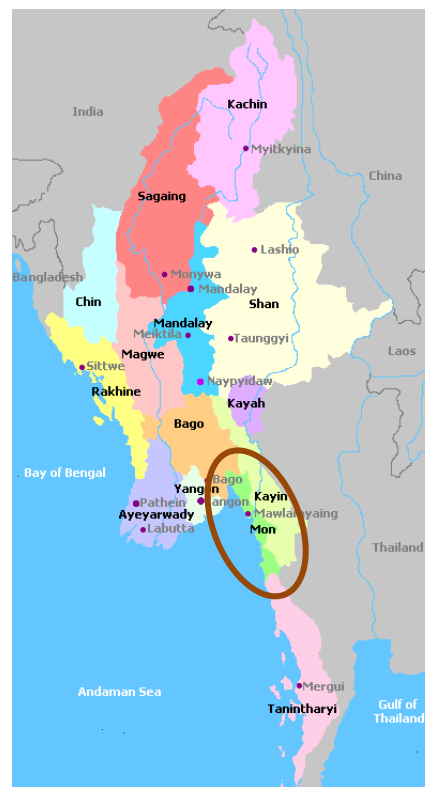 Kachin
India
Myitkyina
China
Sagaing
Lashio
Bangladesh
Monywa
Mandalay
Chin
Shan
Mandalay
Meiktila
Taunggyi
Magwe
Laos
Sittwe
Naypyidaw
Rakhine
Kayah
Bago
Bay of Bengal
Bago
Yangon
Kayin
Pathein
Mawlamyaing
Ayeyarwady
Mon
Labutta
Thailand
Mergui
Andaman Sea
Tanintharyi
Gulf of
Thailand